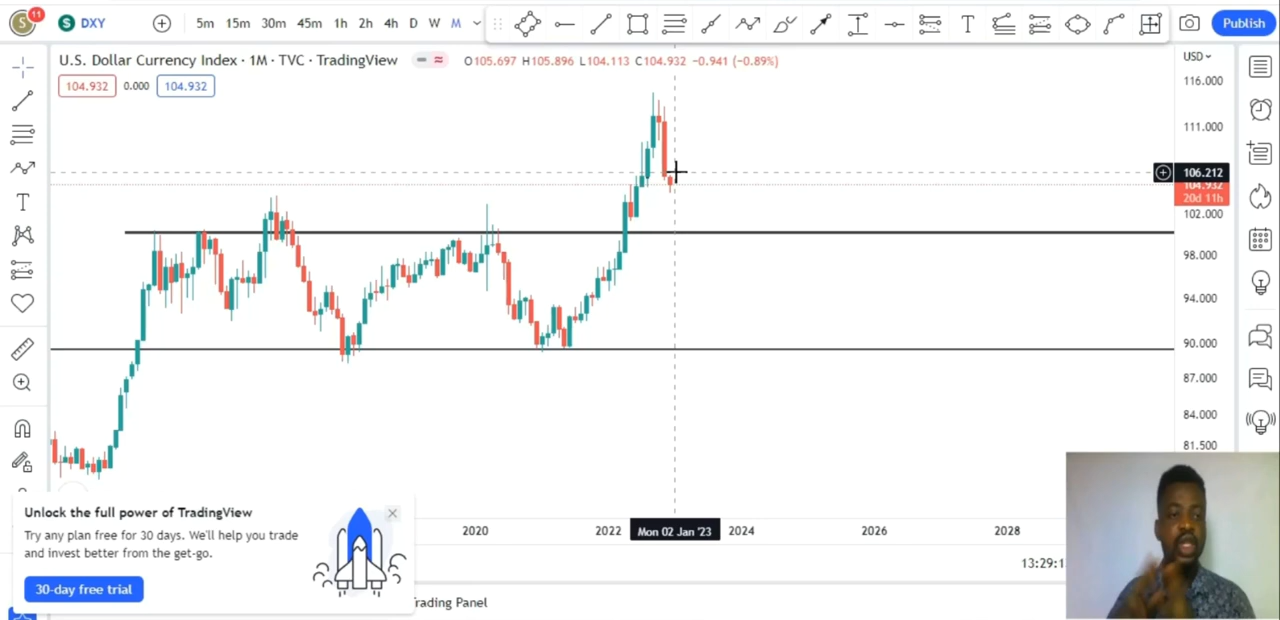 S 11 S DXY 5m 15m 30m 45m 1h 2h 4h D W M T Publish
U.S. Dollar Currency Index · 1M · TVC · TradingView O105.697 H105.896 L104.113 C104.932 −0.941 (−0.89%) USD
104.932 0.000 104.932
116.000
111.000
106.212
104.932
20d 11h
102.000
98.000
94.000
90.000
87.000
84.000
81.500
T
Unlock the full power of TradingView
Try any plan free for 30 days. We'll help you trade
and invest better from the get-go.
30-day free trial
2020 2022 Mon 02 Jan '23 2024 2026 2028
13:29:1
Trading Panel